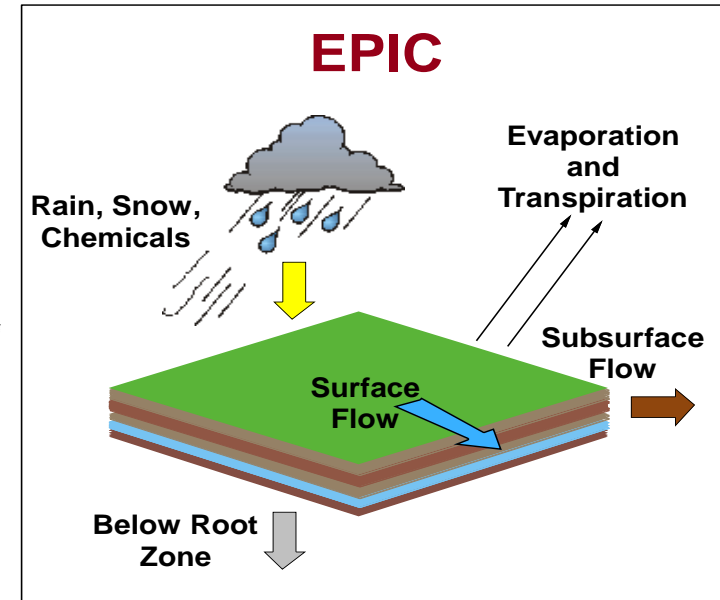 EPIC
Evaporation
and
Transpiration
Rain, Snow,
Chemicals
Subsurface
Flow
Surface
Flow
Below Root
Zone